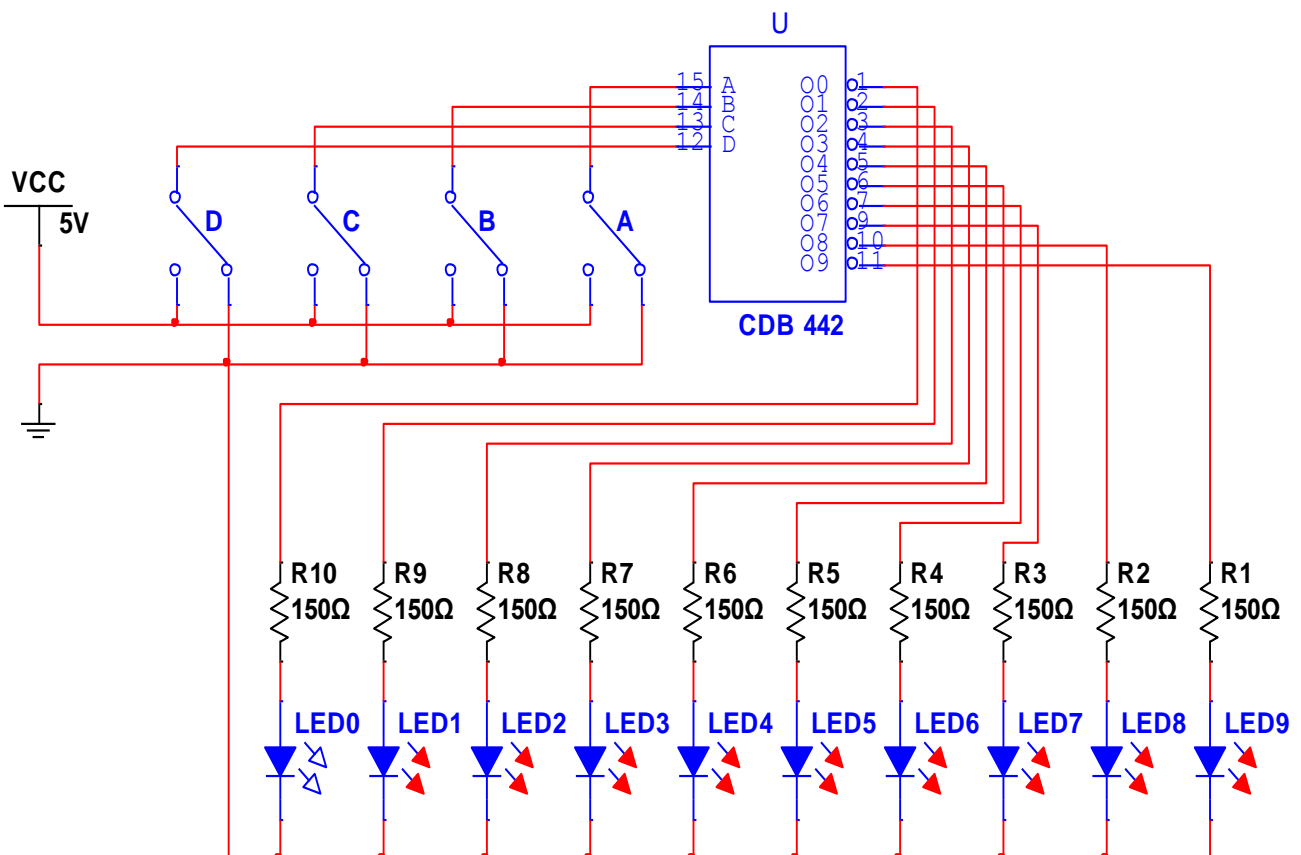 U
15 A O0 1
14 B O1 2
13 C O2 3
12 D O3 4
O4 5
O5 6
O6 7
O7 9
O8 10
O9 11
CDB 442
VCC
5V
D C B A
R10 R9 R8 R7 R6 R5 R4 R3 R2 R1
150Ω 150Ω 150Ω 150Ω 150Ω 150Ω 150Ω 150Ω 150Ω 150Ω
LED0 LED1 LED2 LED3 LED4 LED5 LED6 LED7 LED8 LED9